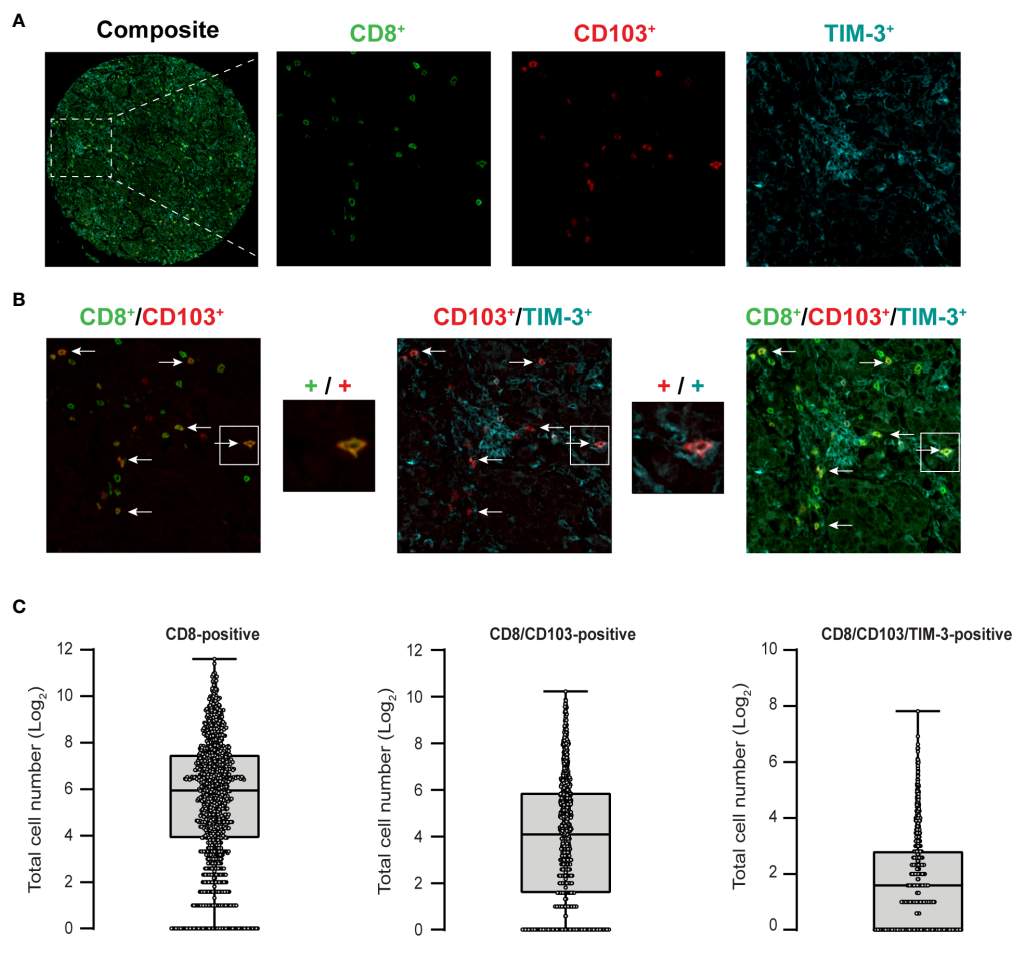 A
Composite
CD8⁺
CD103⁺
TIM-3⁺
B
CD8⁺/CD103⁺
CD103⁺/TIM-3⁺
CD8⁺/CD103⁺/TIM-3⁺
+ / +
+ / +
C
CD8-positive
CD8/CD103-positive
CD8/CD103/TIM-3-positive
Total cell number (Log₂)
12
10
8
6
4
2
0
Total cell number (Log₂)
12
10
8
6
4
2
0
Total cell number (Log₂)
10
8
6
4
2
0